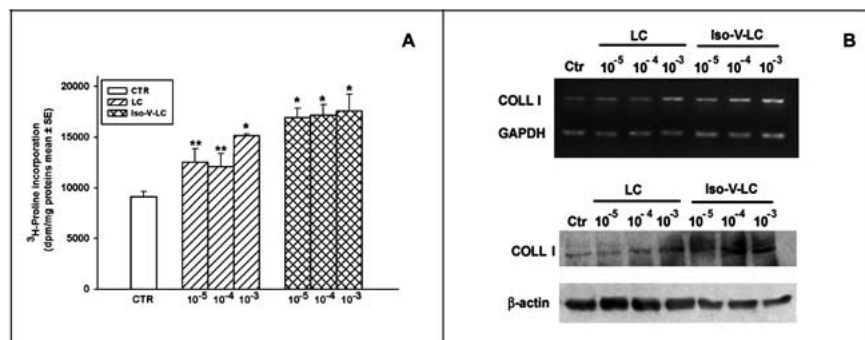 A
20000
15000
10000
5000
0
³H-Proline incorporation
(dpm/mg proteins mean ± SE)
CTR
LC
Iso-V-LC
** ** * * * *
CTR 10⁻⁵ 10⁻⁴ 10⁻³ 10⁻⁵ 10⁻⁴ 10⁻³
B
LC Iso-V-LC
Ctr 10⁻⁵ 10⁻⁴ 10⁻³ 10⁻⁵ 10⁻⁴ 10⁻³
COLL I
GAPDH
LC Iso-V-LC
Ctr 10⁻⁵ 10⁻⁴ 10⁻³ 10⁻⁵ 10⁻⁴ 10⁻³
COLL I
β-actin